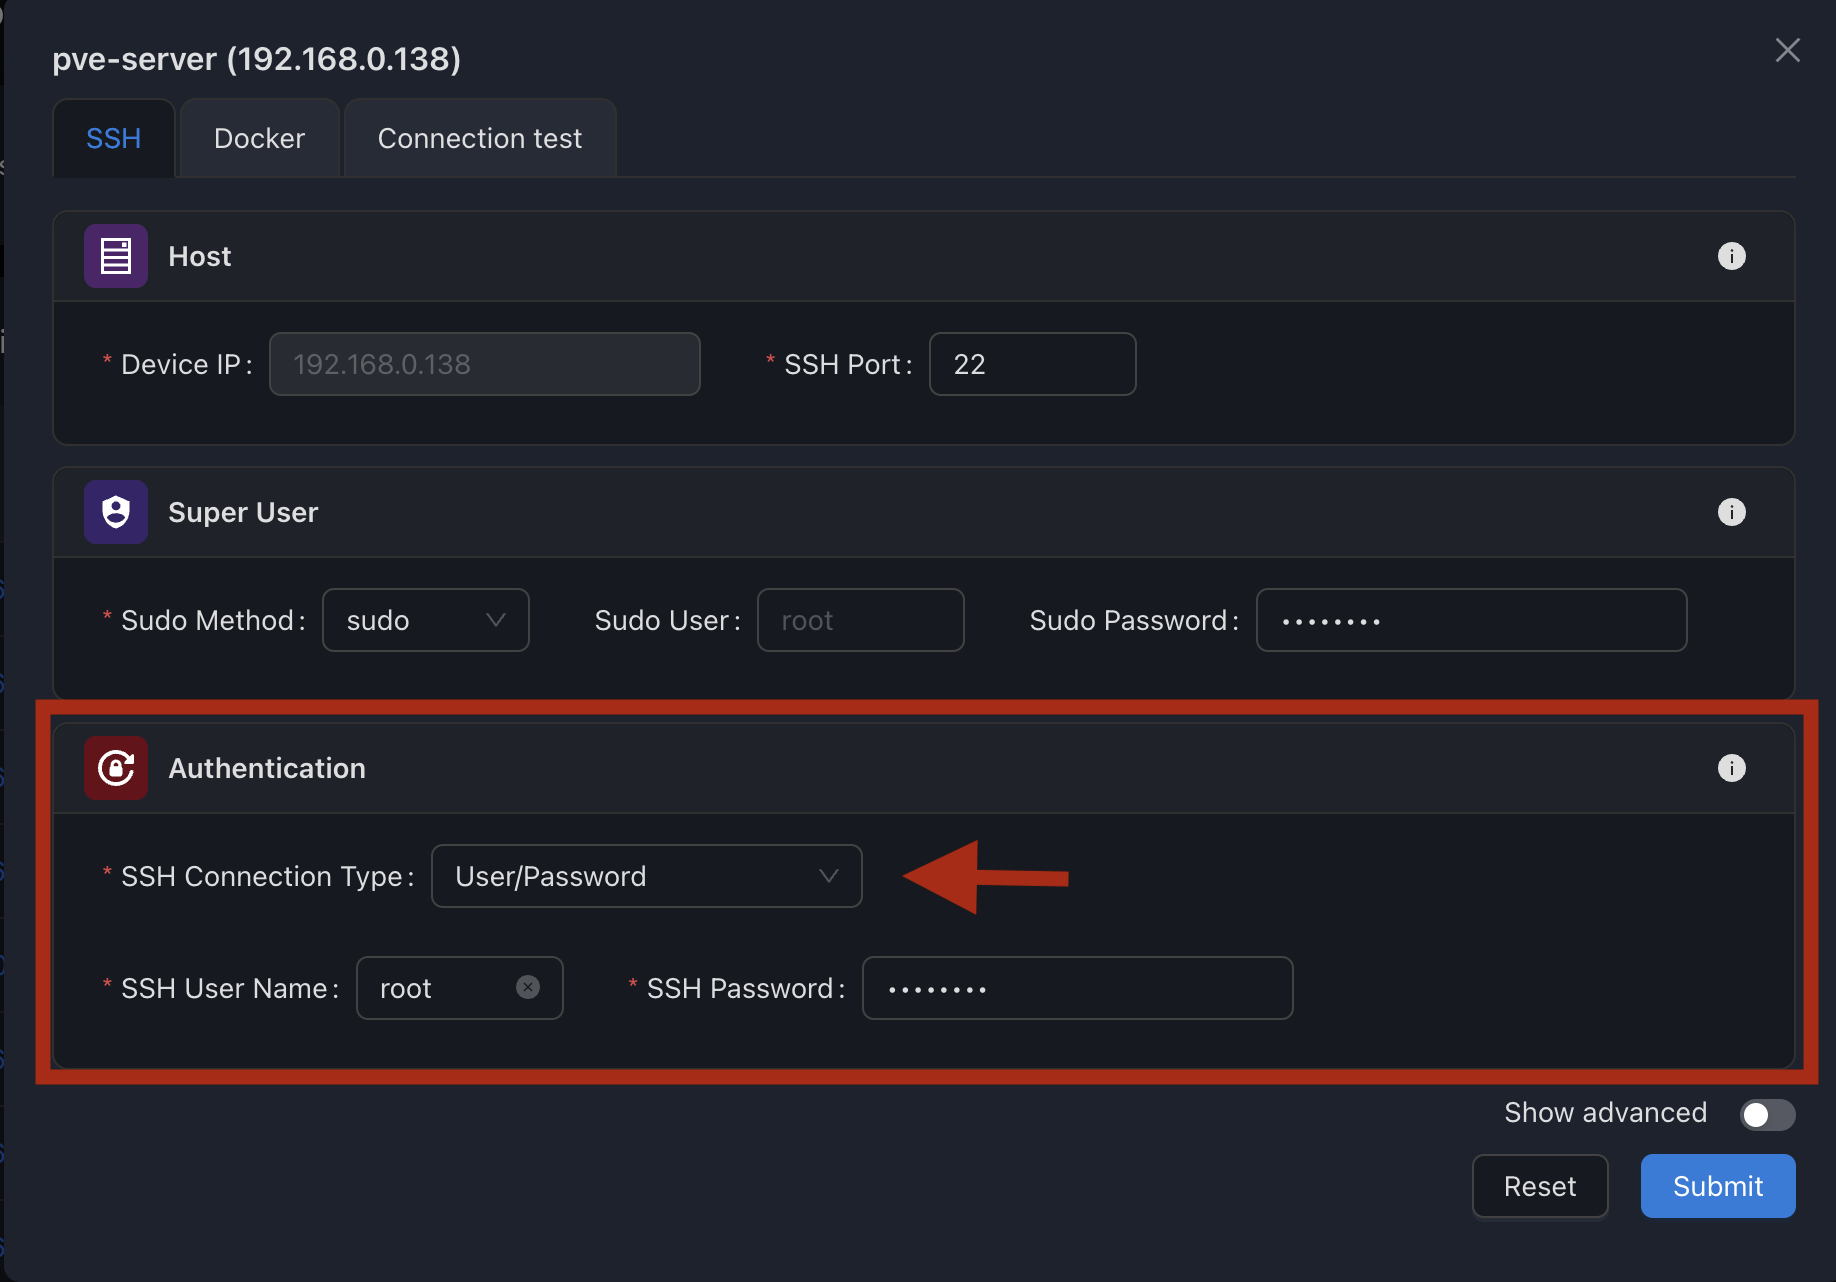 pve-server (192.168.0.138)
SSH Docker Connection test
Host
* Device IP: 192.168.0.138 * SSH Port: 22
Super User
* Sudo Method: sudo Sudo User: root Sudo Password: ••••••••
Authentication
* SSH Connection Type: User/Password
* SSH User Name: root * SSH Password: ••••••••
Show advanced
Reset Submit